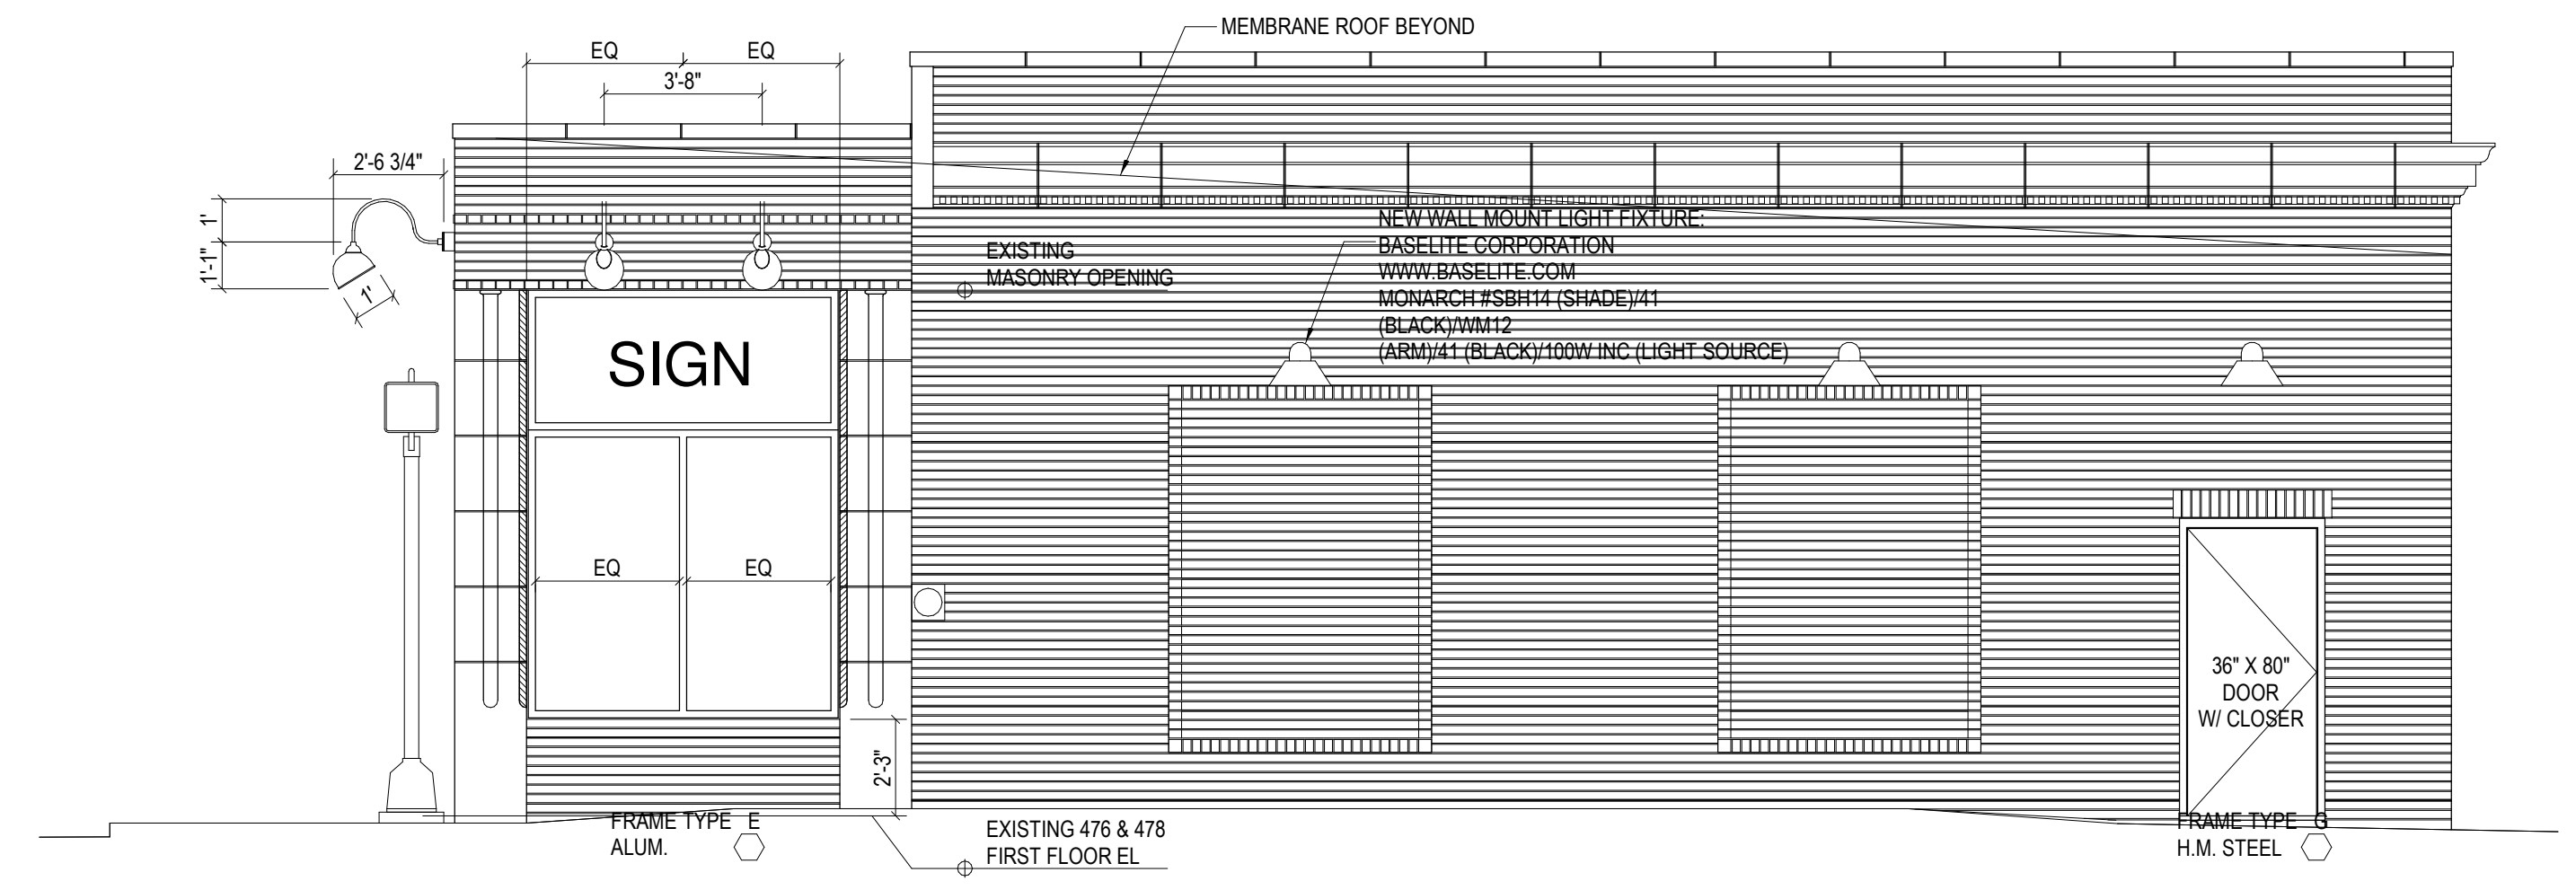 MEMBRANE ROOF BEYOND
EQ
EQ
3'-8"
2'-6 3/4"
1'
1'-1"
1'
NEW WALL MOUNT LIGHT FIXTURE:
BASELITE CORPORATION
WWW.BASELITE.COM
MONARCH #SBH14 (SHADE)/41
(BLACK)/WM12
(ARM)/41 (BLACK)/100W INC (LIGHT SOURCE)
EXISTING
MASONRY OPENING
SIGN
EQ
EQ
36" X 80"
DOOR
W/ CLOSER
2'-3"
FRAME TYPE E
ALUM.
EXISTING 476 & 478
FIRST FLOOR EL
FRAME TYPE G
H.M. STEEL